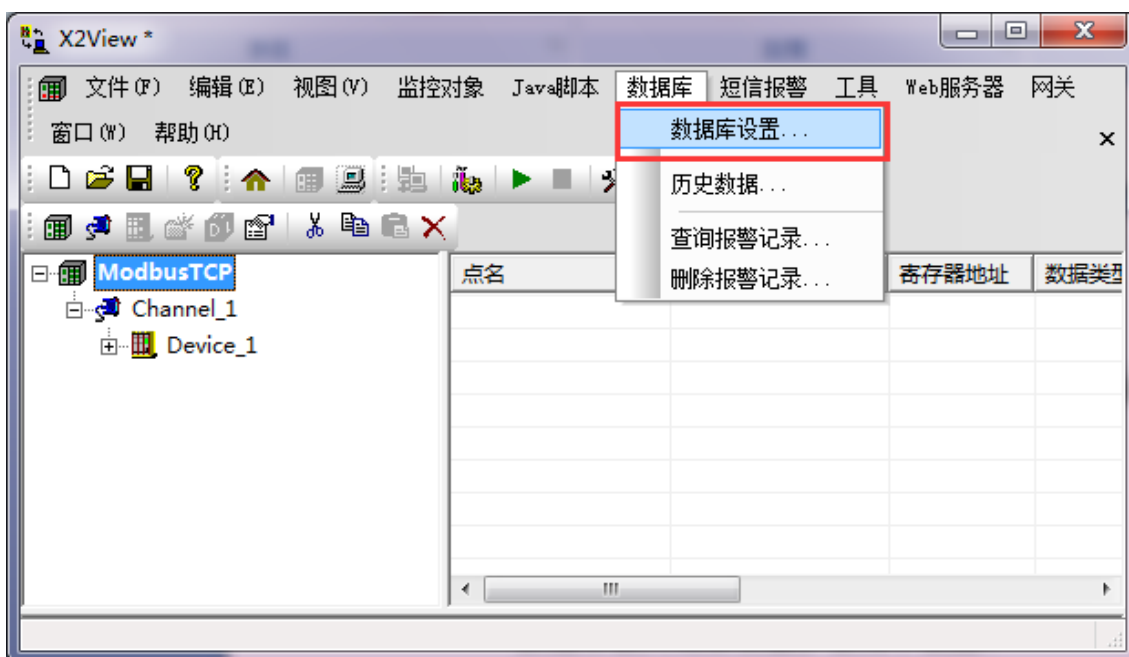 X2View *
文件(F) 编辑(E) 视图(V) 监控对象 Java脚本 数据库 短信报警 工具 Web服务器 网关
窗口(W) 帮助(H)
数据库设置...
历史数据...
查询报警记录...
删除报警记录...
ModbusTCP
Channel_1
Device_1
点名 寄存器地址 数据类型